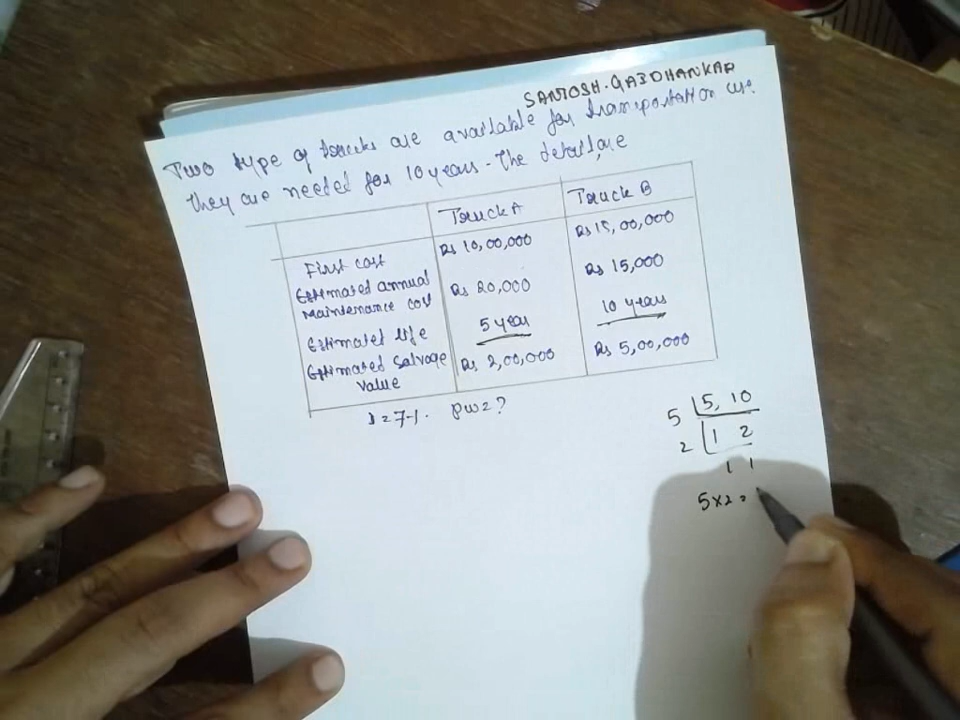 SANTOSH. GAJDHANKAR
Two type of trucks are available for transportation use.
they are needed for 10 years. The detail are
Truck A Truck B
First cost Rs 10,00,000 Rs 15,00,000
Estimated annual
maintenance cost Rs 20,000 Rs 15,000
Estimated life 5 year 10 years
Estimated Salvage
value Rs 2,00,000 Rs 5,00,000
PW = ?
5 5, 10
2 1 2
1 1
5×2 =